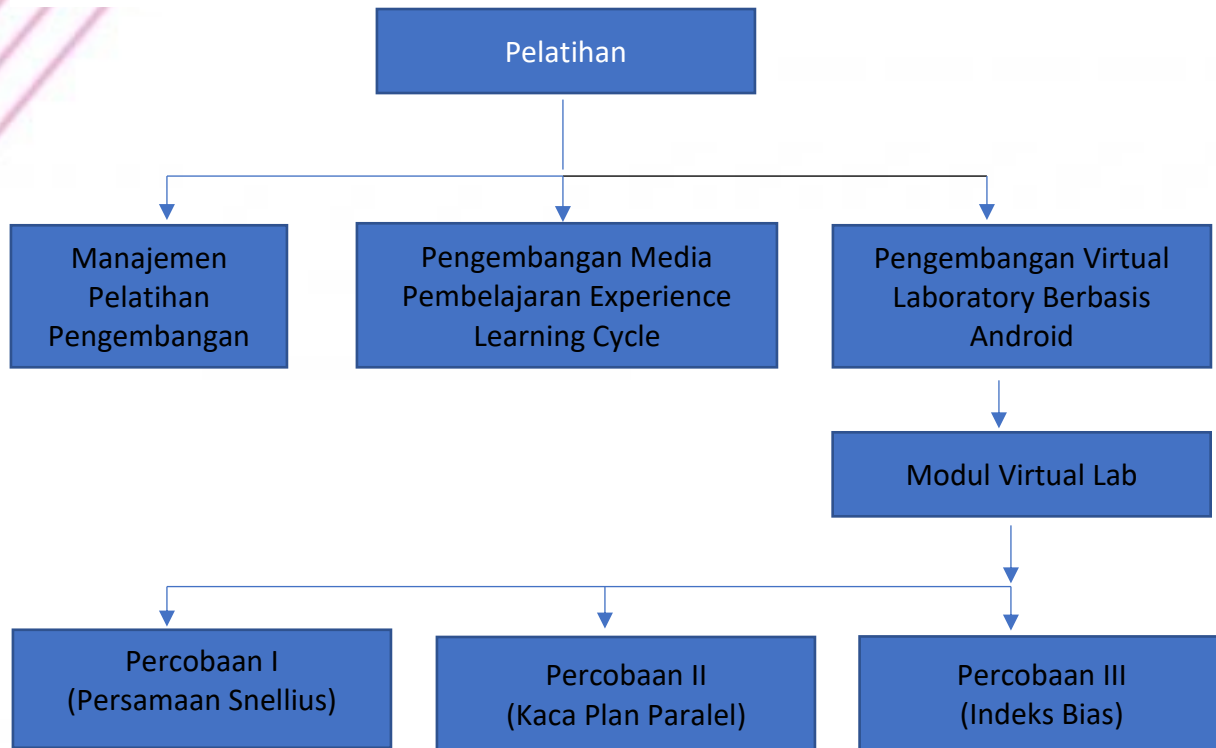 Pelatihan
Manajemen
Pelatihan
Pengembangan
Pengembangan Media
Pembelajaran Experience
Learning Cycle
Pengembangan Virtual
Laboratory Berbasis
Android
Modul Virtual Lab
Percobaan I
(Persamaan Snellius)
Percobaan II
(Kaca Plan Paralel)
Percobaan III
(Indeks Bias)